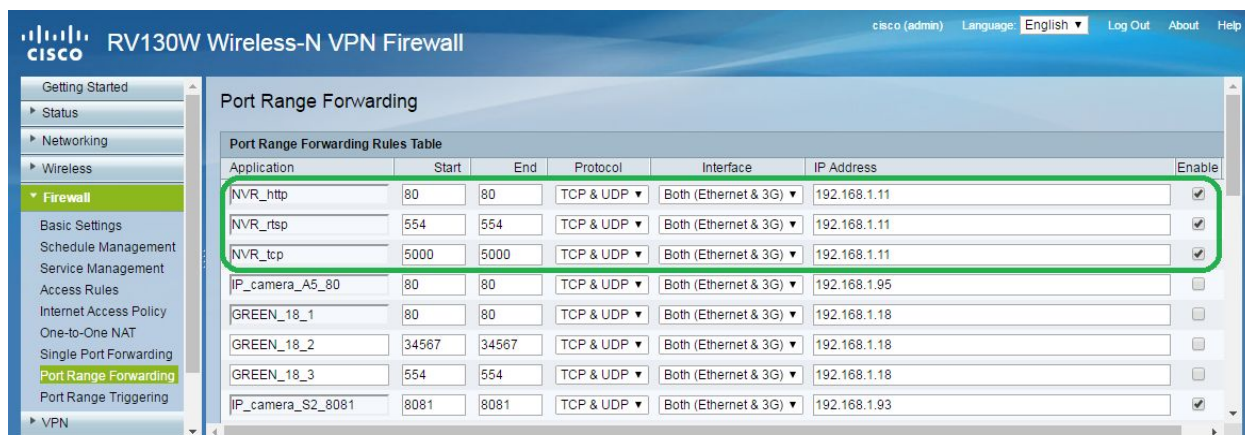 cisco RV130W Wireless-N VPN Firewall cisco (admin) Language: English Log Out About Help
Getting Started
Status
Networking
Wireless
Firewall
Basic Settings
Schedule Management
Service Management
Access Rules
Internet Access Policy
One-to-One NAT
Single Port Forwarding
Port Range Forwarding
Port Range Triggering
VPN
Port Range Forwarding
Port Range Forwarding Rules Table
Application Start End Protocol Interface IP Address Enable
NVR_http 80 80 TCP & UDP Both (Ethernet & 3G) 192.168.1.11
NVR_rtsp 554 554 TCP & UDP Both (Ethernet & 3G) 192.168.1.11
NVR_tcp 5000 5000 TCP & UDP Both (Ethernet & 3G) 192.168.1.11
IP_camera_A5_80 80 80 TCP & UDP Both (Ethernet & 3G) 192.168.1.95
GREEN_18_1 80 80 TCP & UDP Both (Ethernet & 3G) 192.168.1.18
GREEN_18_2 34567 34567 TCP & UDP Both (Ethernet & 3G) 192.168.1.18
GREEN_18_3 554 554 TCP & UDP Both (Ethernet & 3G) 192.168.1.18
IP_camera_S2_8081 8081 8081 TCP & UDP Both (Ethernet & 3G) 192.168.1.93